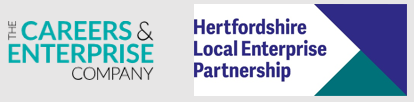 THE CAREERS &
ENTERPRISE
COMPANY
Hertfordshire
Local Enterprise
Partnership